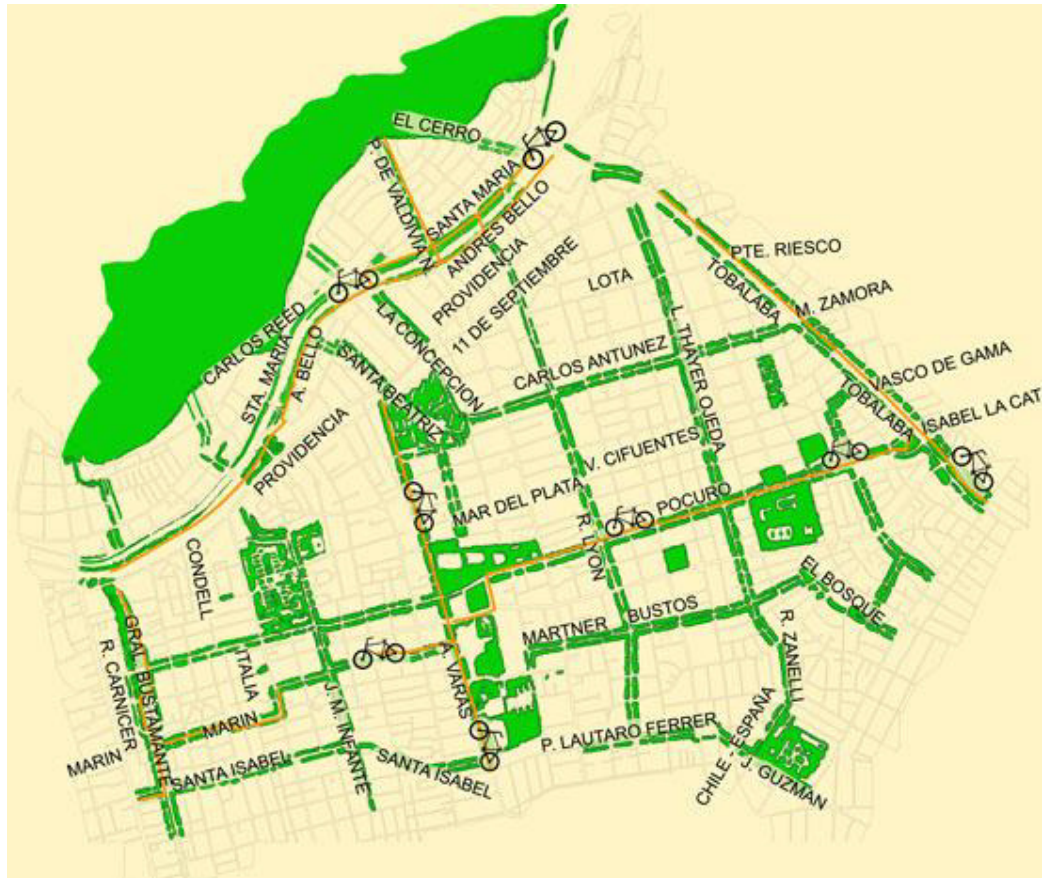 EL CERRO
P. DE VALDIVIA N.
SANTA MARIA
ANDRES BELLO
PROVIDENCIA
11 DE SEPTIEMBRE
LOTA
PTE. RIESCO
TOBALABA
M. ZAMORA
CARLOS REED
STA. MARIA
A. BELLO
LA CONCEPCION
SANTA BEATRIZ
CARLOS ANTUNEZ
L. THAYER OJEDA
VASCO DE GAMA
TOBALABA
ISABEL LA CAT
PROVIDENCIA
V. CIFUENTES
MAR DEL PLATA
POCURO
R. LYON
CONDELL
EL BOSQUE
GRAL. BUSTAMANTE
R. CARNICER
ITALIA
MARTNER
BUSTOS
R. ZANELLI
A. VARAS
J. M. INFANTE
MARIN
MARIN
SANTA ISABEL
SANTA ISABEL
P. LAUTARO FERRER
CHILE - ESPAÑA
J. GUZMAN